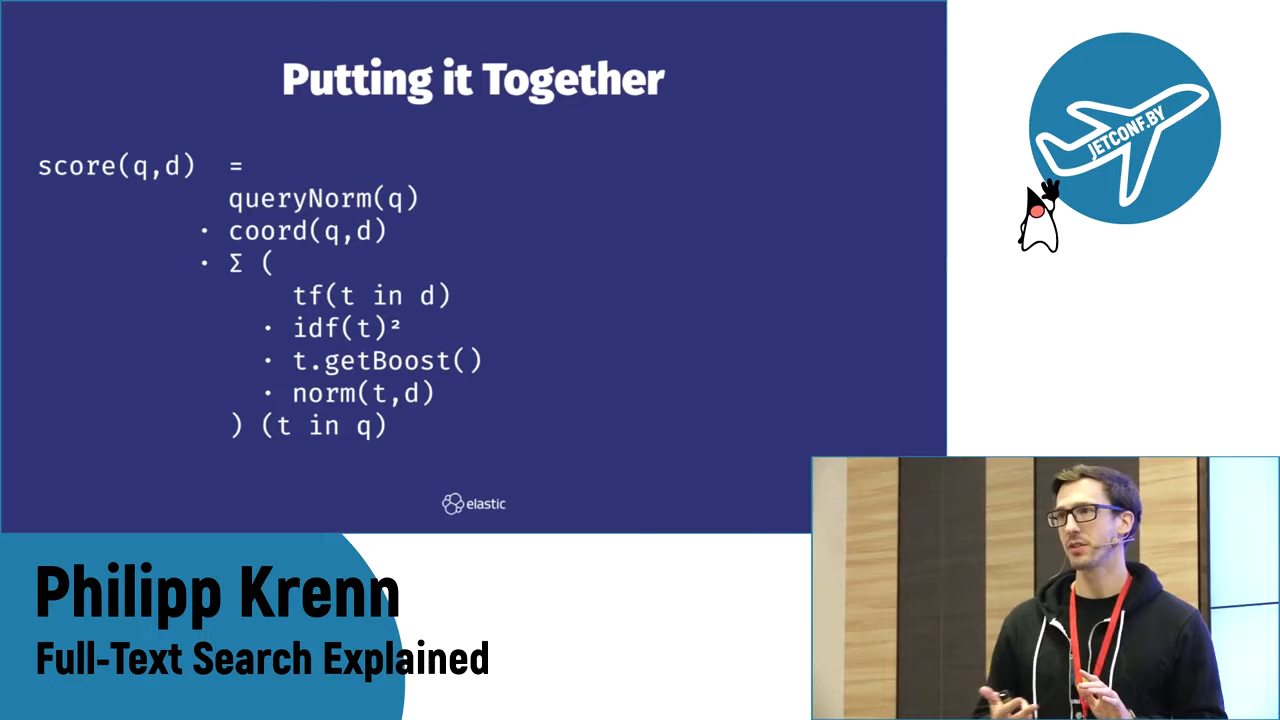 Putting it Together
score(q,d) =
queryNorm(q)
· coord(q,d)
· Σ (
tf(t in d)
· idf(t)²
· t.getBoost()
· norm(t,d)
) (t in q)
elastic
JETCONF.BY
Philipp Krenn
Full-Text Search Explained